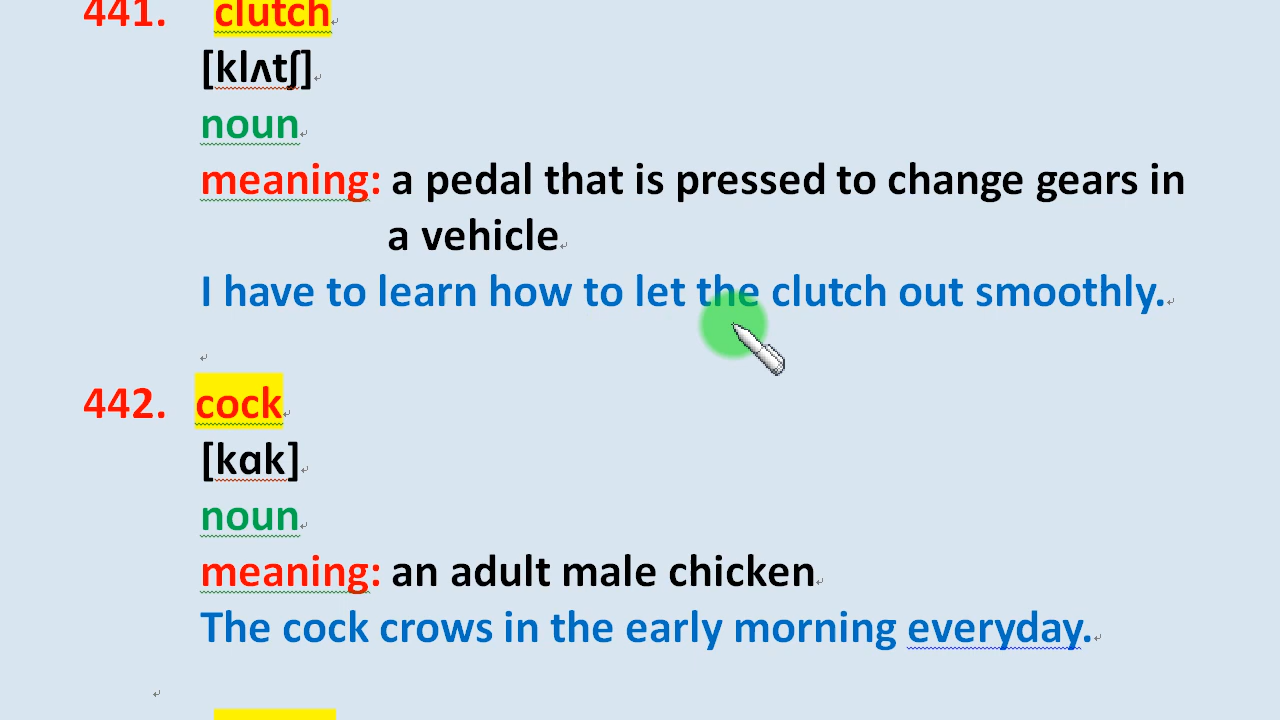 441. clutch
[klʌtʃ]
noun
meaning: a pedal that is pressed to change gears in
a vehicle
I have to learn how to let the clutch out smoothly.
442. cock
[kɑk]
noun
meaning: an adult male chicken
The cock crows in the early morning everyday.